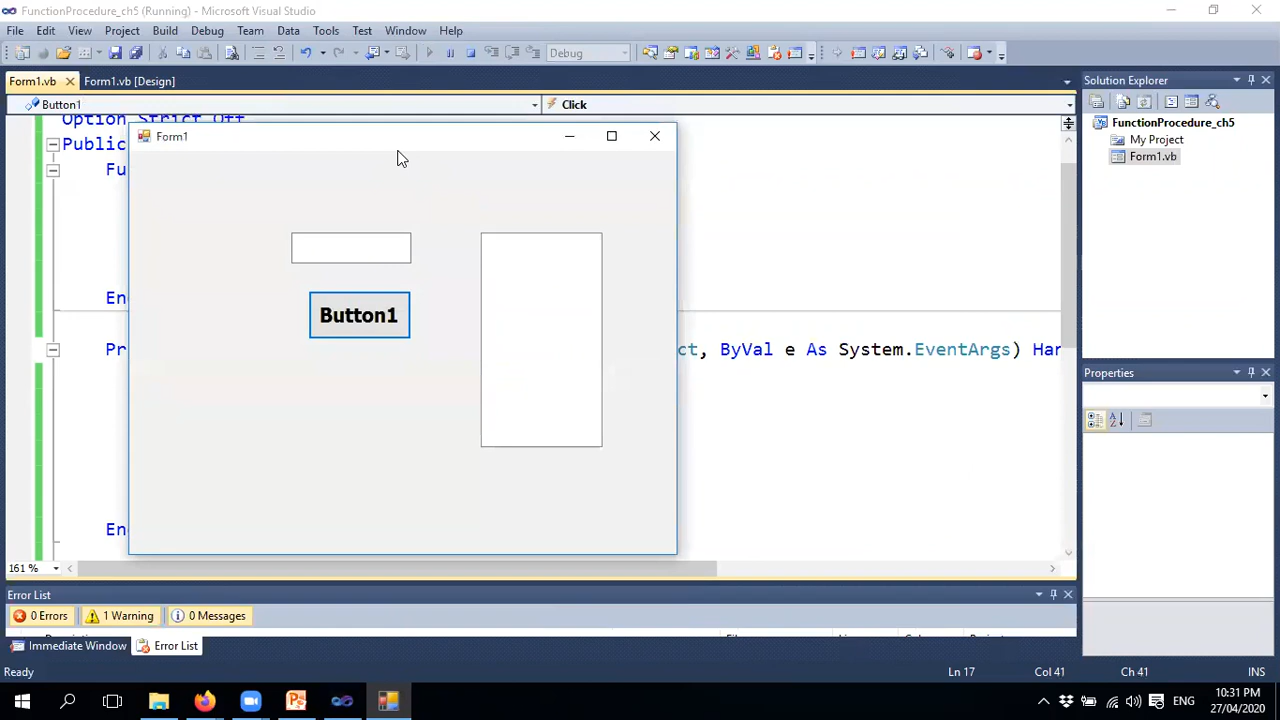 FunctionProcedure_ch5 (Running) - Microsoft Visual Studio
File Edit View Project Build Debug Team Data Tools Test Window Help
Debug
Form1.vb Form1.vb [Design]
Button1 Click
Option Strict Off
Public
Fu
En
Pr ct, ByVal e As System.EventArgs) Har
En
Form1
Button1
161 %
Error List
0 Errors 1 Warning 0 Messages
Immediate Window Error List
Solution Explorer
FunctionProcedure_ch5
My Project
Form1.vb
Properties
Ready Ln 17 Col 41 Ch 41 INS
ENG 10:31 PM
27/04/2020